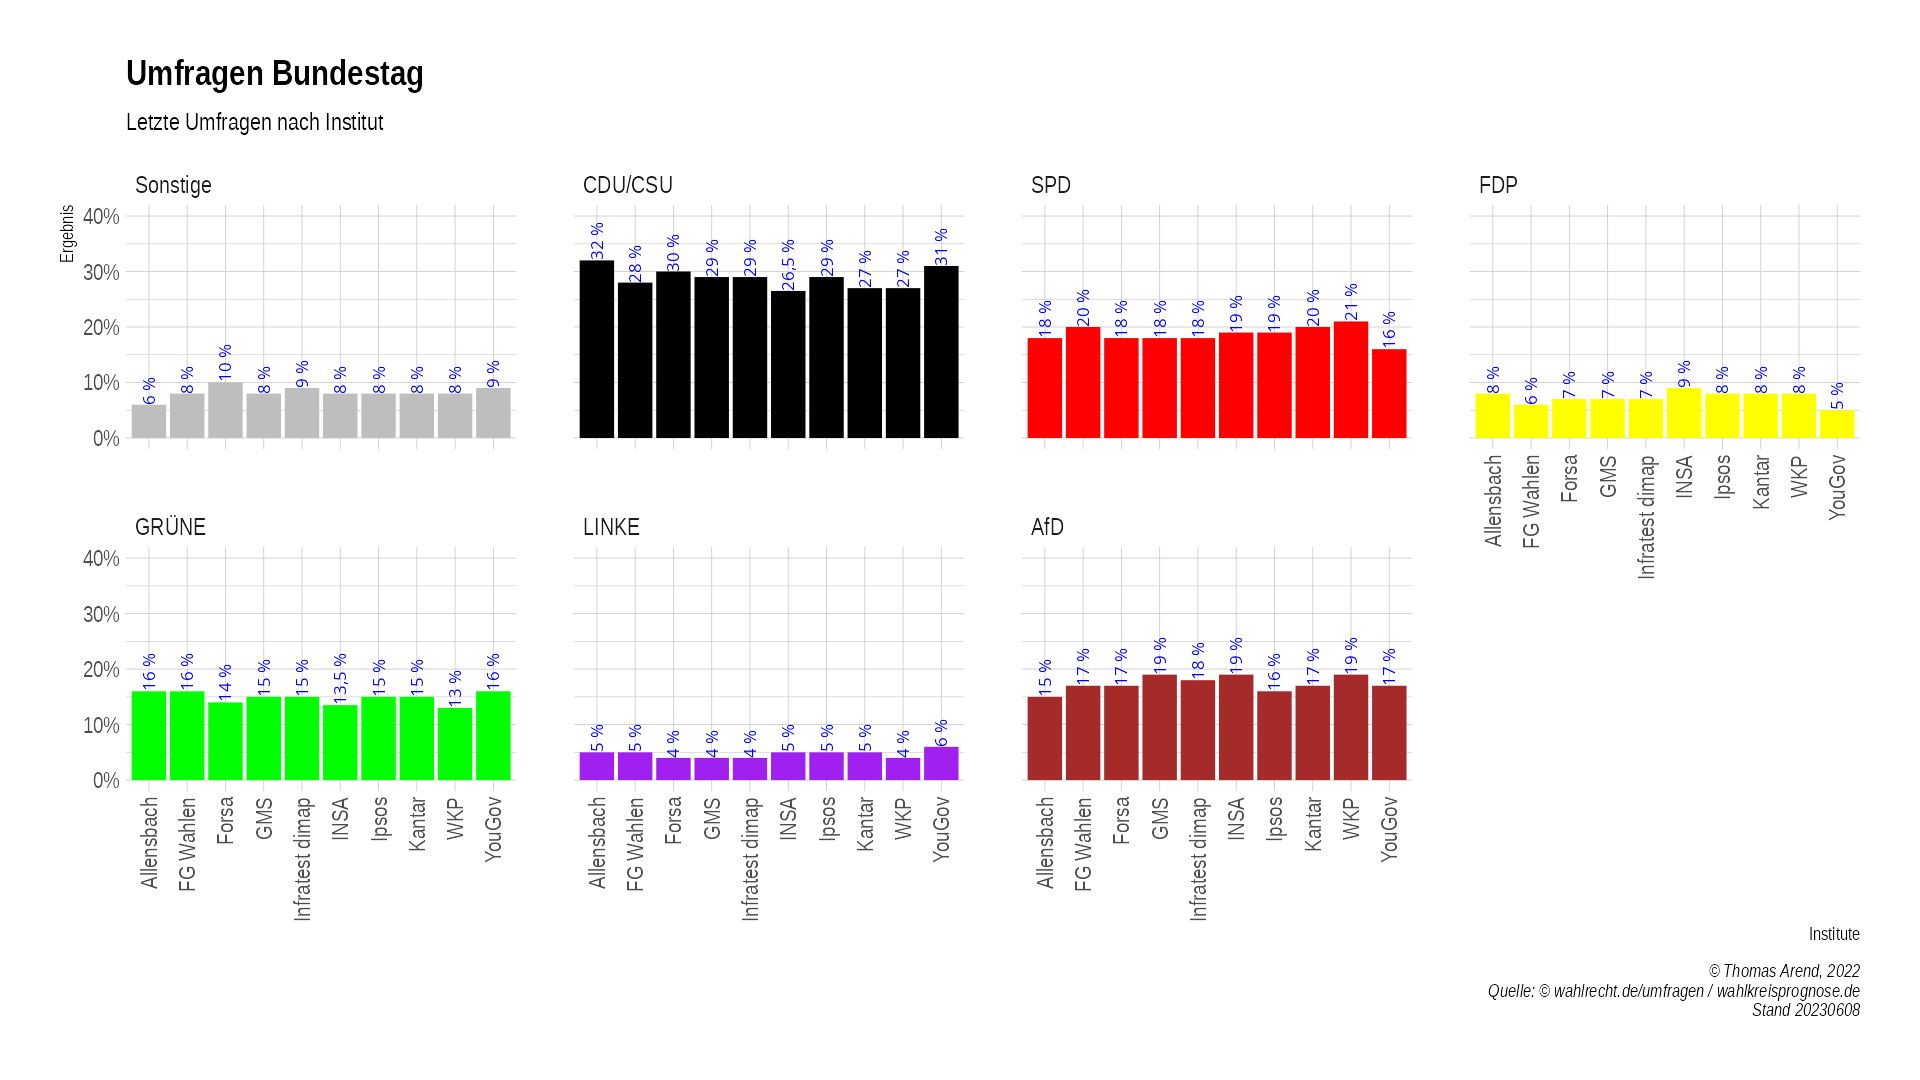 Umfragen Bundestag
Letzte Umfragen nach Institut
Sonstige
Ergebnis
40%
30%
20%
10%
0%
6 %
8 %
10 %
8 %
9 %
8 %
8 %
8 %
8 %
9 %
CDU/CSU
32 %
28 %
30 %
29 %
29 %
26,5 %
29 %
27 %
27 %
31 %
SPD
18 %
20 %
18 %
18 %
18 %
19 %
19 %
20 %
21 %
16 %
FDP
8 %
6 %
7 %
7 %
7 %
9 %
8 %
8 %
8 %
5 %
Allensbach
FG Wahlen
Forsa
GMS
Infratest dimap
INSA
Ipsos
Kantar
WKP
YouGov
GRÜNE
40%
30%
20%
10%
0%
16 %
16 %
14 %
15 %
15 %
13,5 %
15 %
15 %
13 %
16 %
Allensbach
FG Wahlen
Forsa
GMS
Infratest dimap
INSA
Ipsos
Kantar
WKP
YouGov
LINKE
5 %
5 %
4 %
4 %
4 %
5 %
5 %
5 %
4 %
6 %
Allensbach
FG Wahlen
Forsa
GMS
Infratest dimap
INSA
Ipsos
Kantar
WKP
YouGov
AfD
15 %
17 %
17 %
19 %
18 %
19 %
16 %
17 %
19 %
17 %
Allensbach
FG Wahlen
Forsa
GMS
Infratest dimap
INSA
Ipsos
Kantar
WKP
YouGov
Institute
© Thomas Arend, 2022
Quelle: © wahlrecht.de/umfragen / wahlkreisprognose.de
Stand 20230608